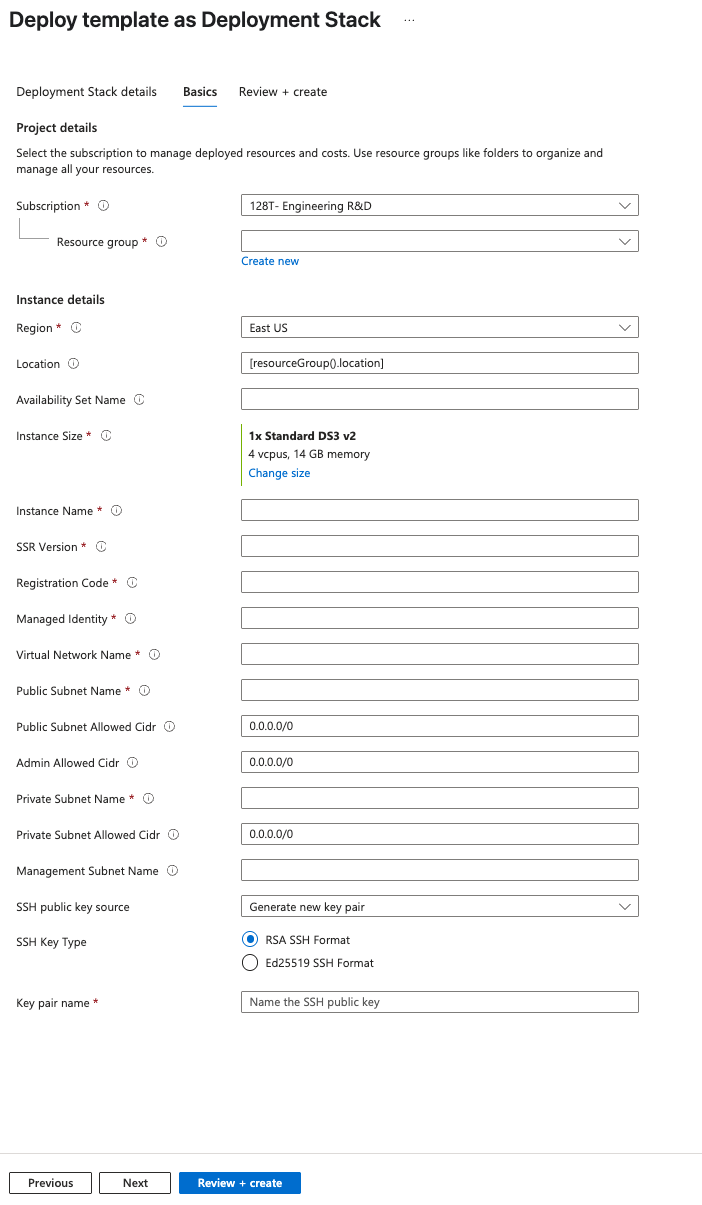 Deploy template as Deployment Stack ...
Deployment Stack details Basics Review + create
Project details
Select the subscription to manage deployed resources and costs. Use resource groups like folders to organize and
manage all your resources.
Subscription * 128T- Engineering R&D
Resource group *
Create new
Instance details
Region * East US
Location [resourceGroup().location]
Availability Set Name
Instance Size * 1x Standard DS3 v2
4 vcpus, 14 GB memory
Change size
Instance Name *
SSR Version *
Registration Code *
Managed Identity *
Virtual Network Name *
Public Subnet Name *
Public Subnet Allowed Cidr 0.0.0.0/0
Admin Allowed Cidr 0.0.0.0/0
Private Subnet Name *
Private Subnet Allowed Cidr 0.0.0.0/0
Management Subnet Name
SSH public key source Generate new key pair
SSH Key Type RSA SSH Format
Ed25519 SSH Format
Key pair name * Name the SSH public key
Previous Next Review + create